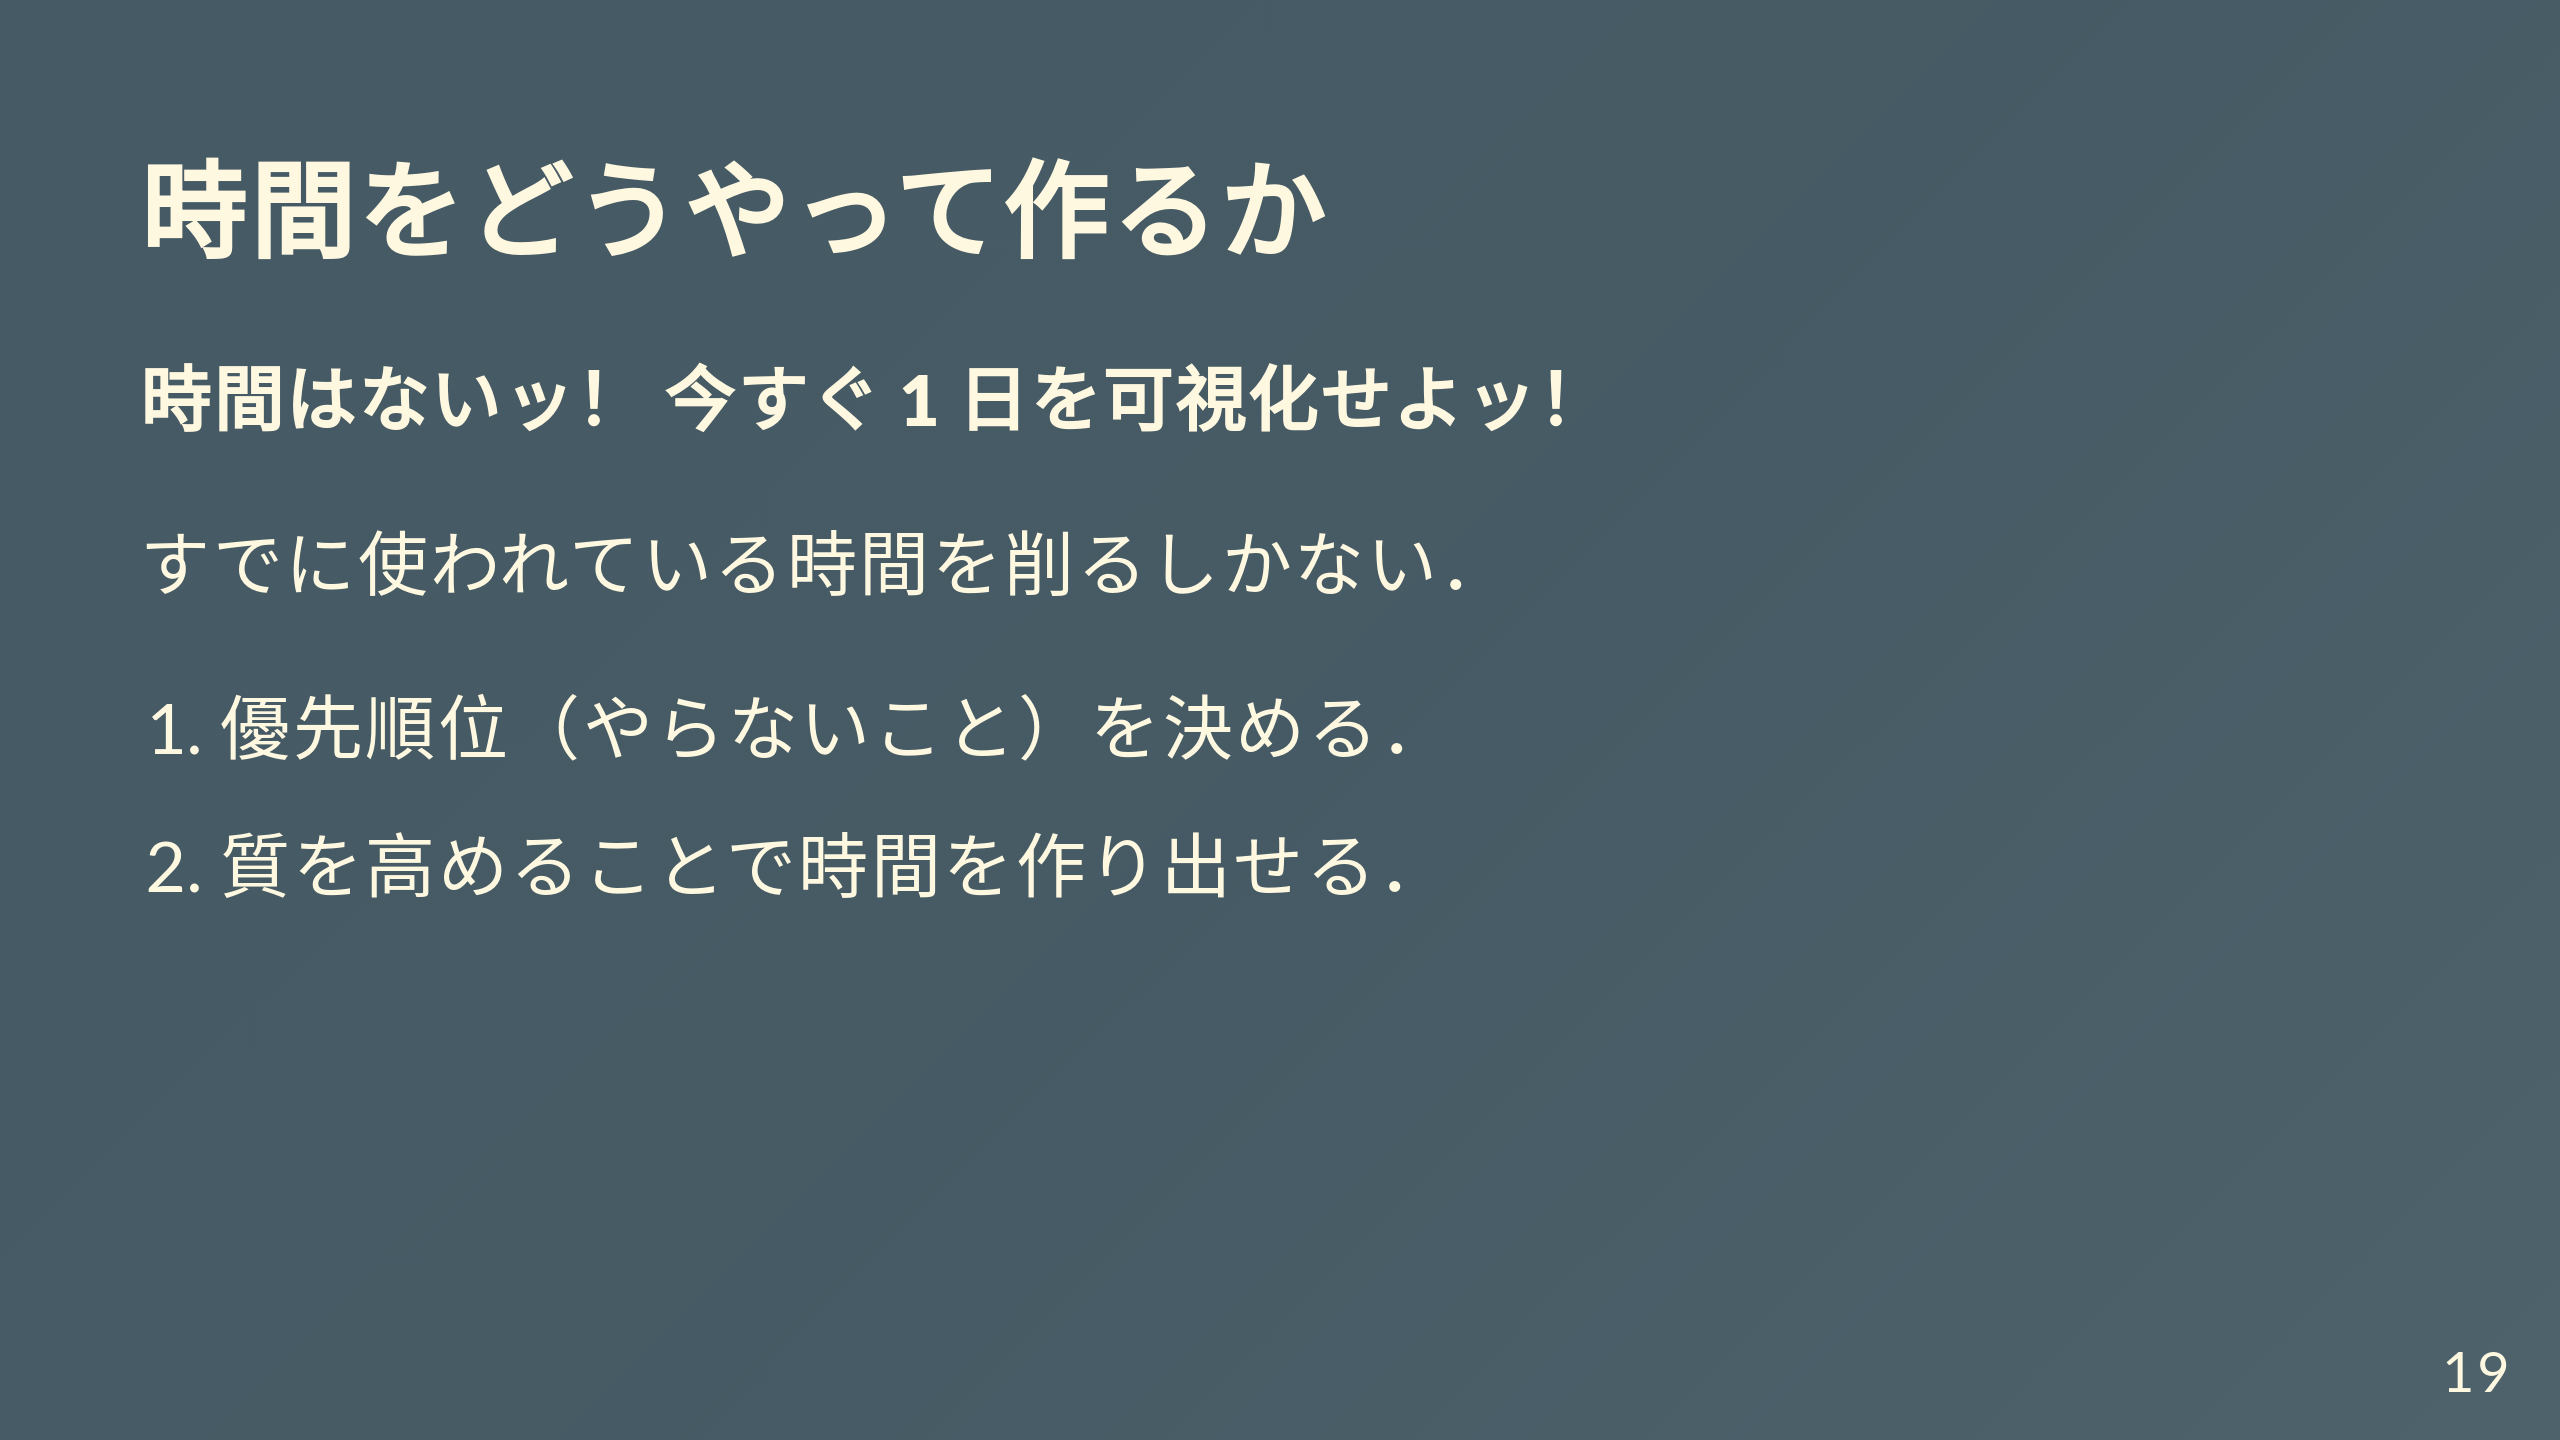 時間をどうやって作るか
時間はないッ！ 今すぐ 1 日を可視化せよッ！
すでに使われている時間を削るしかない．
1. 優先順位（やらないこと）を決める．
2. 質を高めることで時間を作り出せる．
19